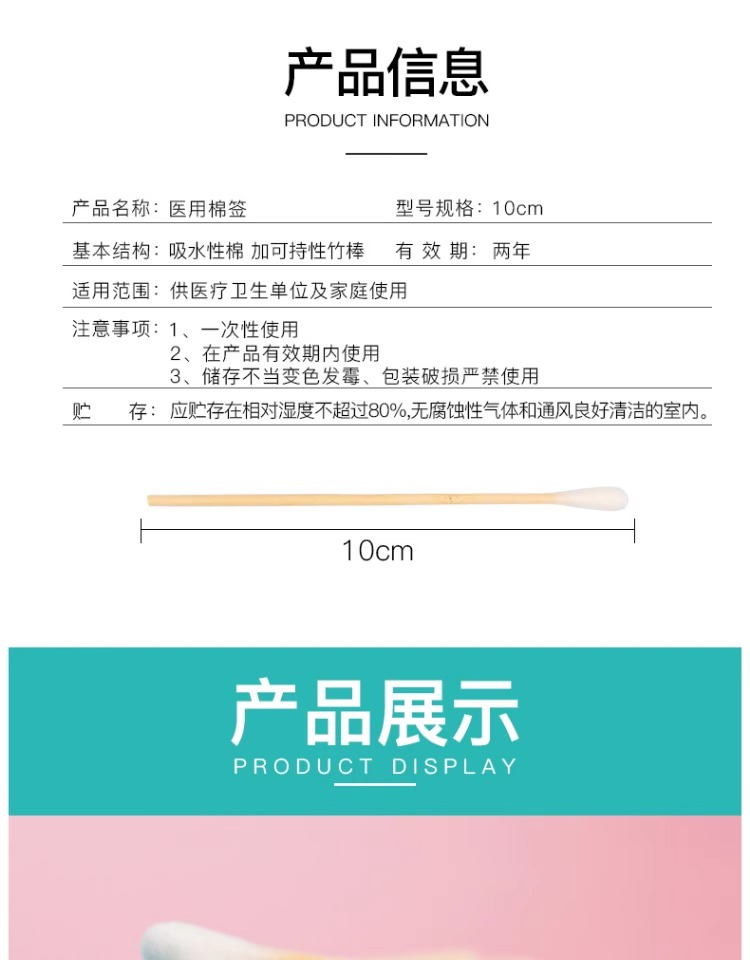 产品信息
PRODUCT INFORMATION
产品名称：医用棉签 型号规格：10cm
基本结构：吸水性棉 加可持性竹棒 有 效 期： 两年
适用范围：供医疗卫生单位及家庭使用
注意事项：1、一次性使用
2、在产品有效期内使用
3、储存不当变色发霉、包装破损严禁使用
贮 存：应贮存在相对湿度不超过80%,无腐蚀性气体和通风良好清洁的室内。
10cm
产品展示
PRODUCT DISPLAY